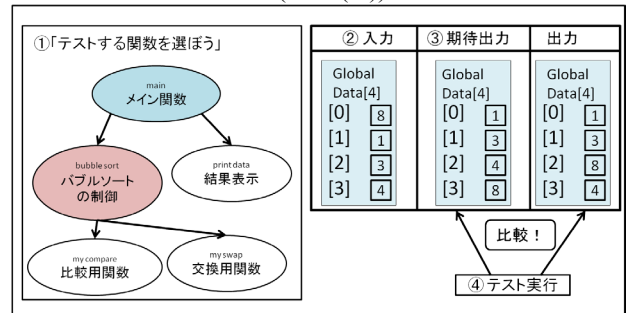 ①「テストする関数を選ぼう」
main
メイン関数
bubble sort
バブルソート
の制御
print data
結果表示
my compare
比較用関数
my swap
交換用関数
②入力 ③期待出力 出力
Global
Data[4]
[0] 8
[1] 1
[2] 3
[3] 4
Global
Data[4]
[0] 1
[1] 3
[2] 4
[3] 8
Global
Data[4]
[0] 1
[1] 3
[2] 8
[3] 4
比較！
④テスト実行